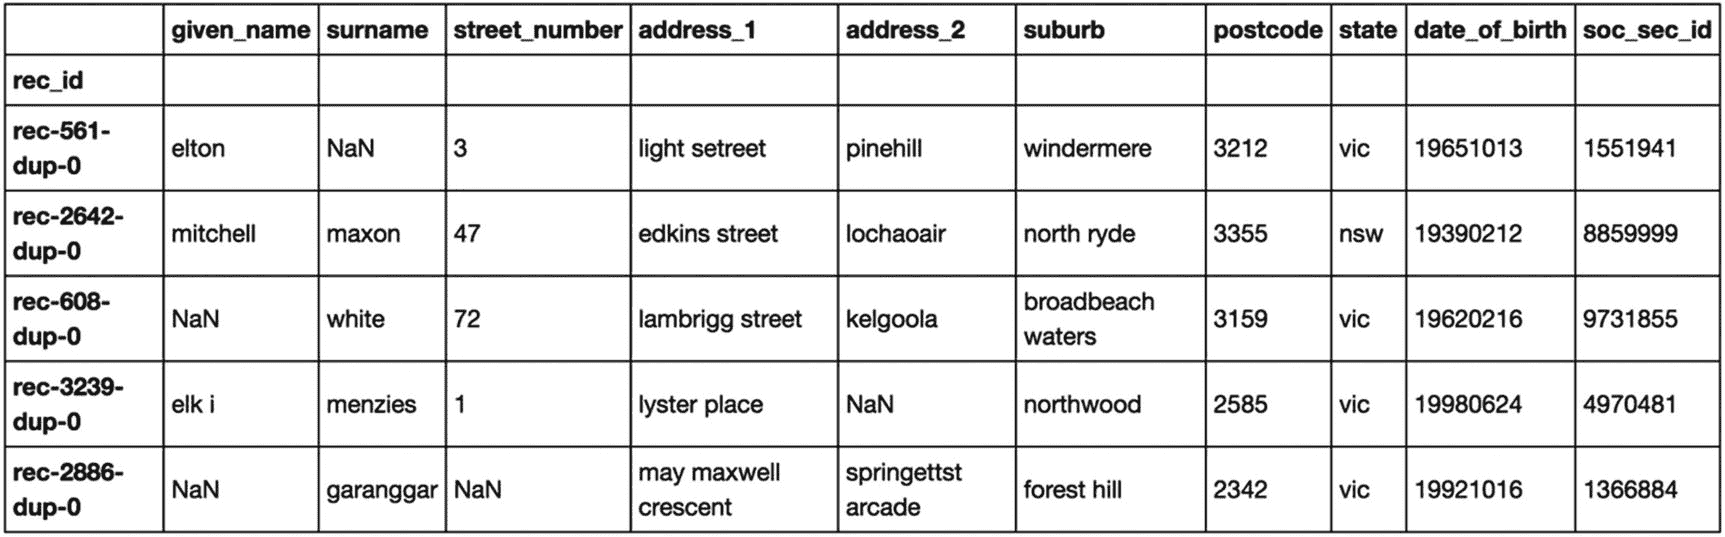 given_name surname street_number address_1 address_2 suburb postcode state date_of_birth soc_sec_id
rec_id
rec-561-dup-0 elton NaN 3 light setreet pinehill windermere 3212 vic 19651013 1551941
rec-2642-dup-0 mitchell maxon 47 edkins street lochaoair north ryde 3355 nsw 19390212 8859999
rec-608-dup-0 NaN white 72 lambrigg street kelgoola broadbeach waters 3159 vic 19620216 9731855
rec-3239-dup-0 elk i menzies 1 lyster place NaN northwood 2585 vic 19980624 4970481
rec-2886-dup-0 NaN garanggar NaN may maxwell crescent springettst arcade forest hill 2342 vic 19921016 1366884